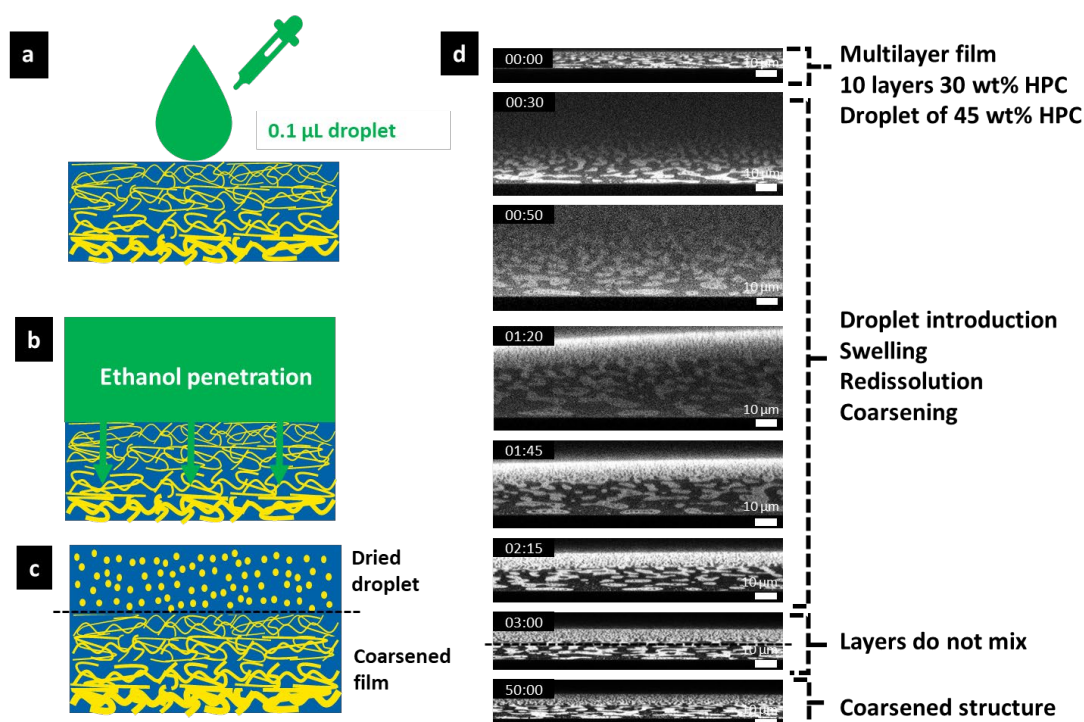 a
0.1 µL droplet
b
Ethanol penetration
c
Dried
droplet
Coarsened
film
d
00:00
10 µm
00:30
10 µm
00:50
10 µm
01:20
10 µm
01:45
10 µm
02:15
10 µm
03:00
10 µm
50:00
10 µm
Multilayer film
10 layers 30 wt% HPC
Droplet of 45 wt% HPC
Droplet introduction
Swelling
Redissolution
Coarsening
Layers do not mix
Coarsened structure